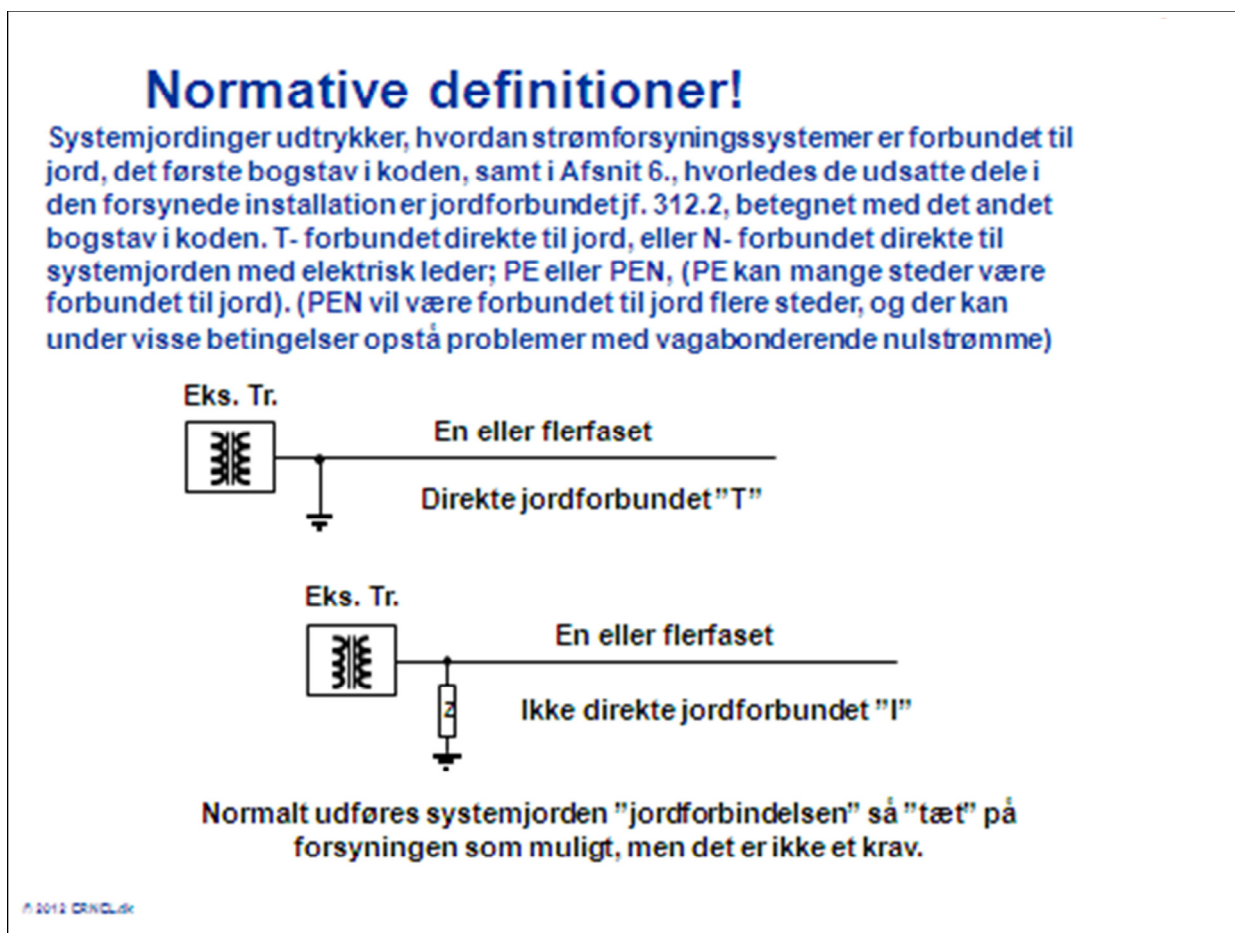 Normative definitioner!
Systemjordinger udtrykker, hvordan strømforsyningssystemer er forbundet til
jord, det første bogstav i koden, samt i Afsnit 6., hvorledes de udsatte dele i
den forsynede installation er jordforbundet jf. 312.2, betegnet med det andet
bogstav i koden. T- forbundet direkte til jord, eller N- forbundet direkte til
systemjorden med elektrisk leder; PE eller PEN, (PE kan mange steder være
forbundet til jord). (PEN vil være forbundet til jord flere steder, og der kan
under visse betingelser opstå problemer med vagabonderende nulstrømme)
Eks. Tr.
En eller flerfaset
Direkte jordforbundet ”T”
Eks. Tr.
En eller flerfaset
Z
Ikke direkte jordforbundet ”I”
Normalt udføres systemjorden ”jordforbindelsen” så ”tæt” på
forsyningen som muligt, men det er ikke et krav.
2012